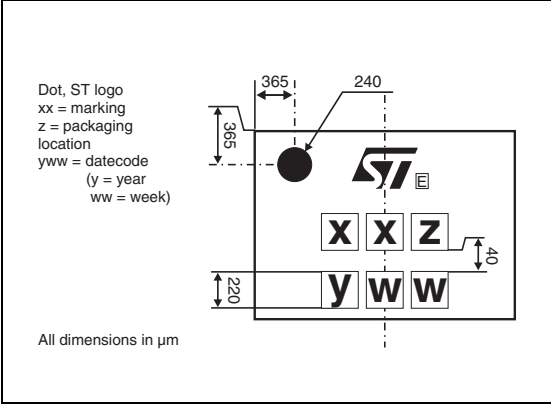 365
240
Dot, ST logo
xx = marking
z = packaging
location
yww = datecode
(y = year
ww = week)
365
ST
E
x x z
40
y w w
220
All dimensions in µm